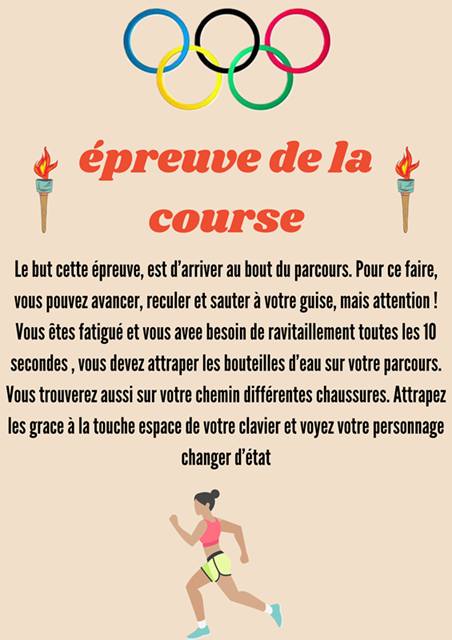 épreuve de la
course
Le but cette épreuve, est d'arriver au bout du parcours. Pour ce faire,
vous pouvez avancer, reculer et sauter à votre guise, mais attention !
Vous êtes fatigué et vous avee besoin de ravitaillement toutes les 10
secondes , vous devez attraper les bouteilles d'eau sur votre parcours.
Vous trouverez aussi sur votre chemin différentes chaussures. Attrapez
les grace à la touche espace de votre clavier et voyez votre personnage
changer d'état